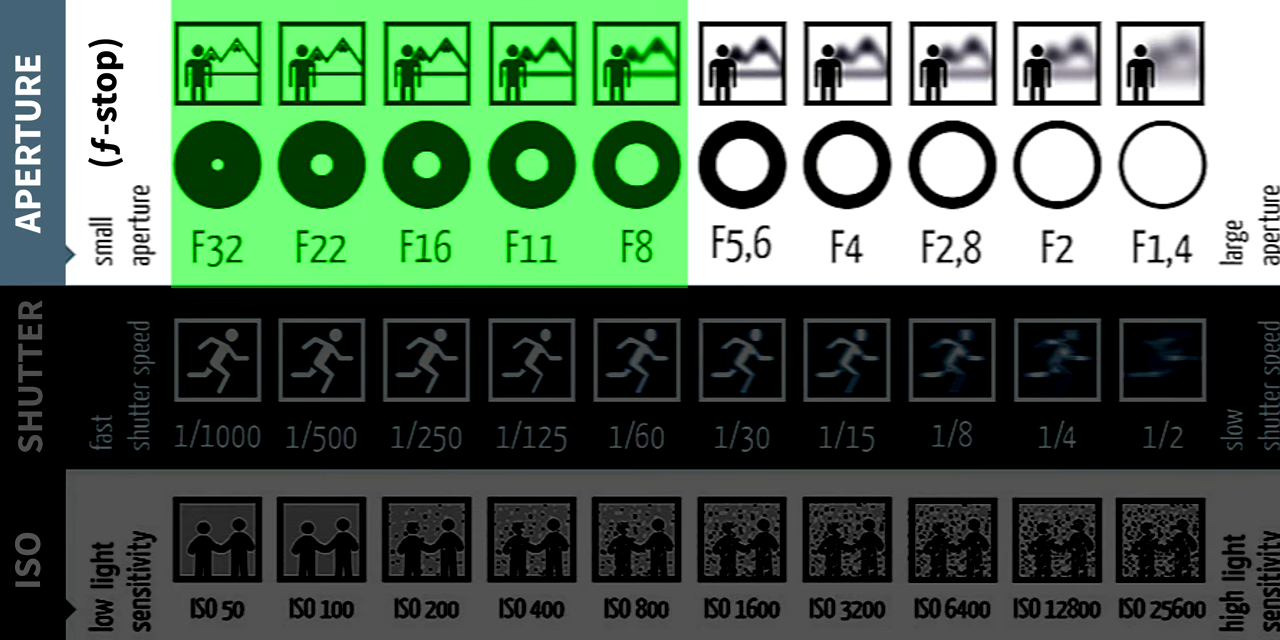 APERTURE
(ƒ-stop)
small
aperture
F32 F22 F16 F11 F8 F5,6 F4 F2,8 F2 F1,4
large
aperture
SHUTTER
fast
shutter speed
1/1000 1/500 1/250 1/125 1/60 1/30 1/15 1/8 1/4 1/2
slow
shutter speed
ISO
low light
sensitivity
ISO 50 ISO 100 ISO 200 ISO 400 ISO 800 ISO 1600 ISO 3200 ISO 6400 ISO 12800 ISO 25600
high light
sensitivity